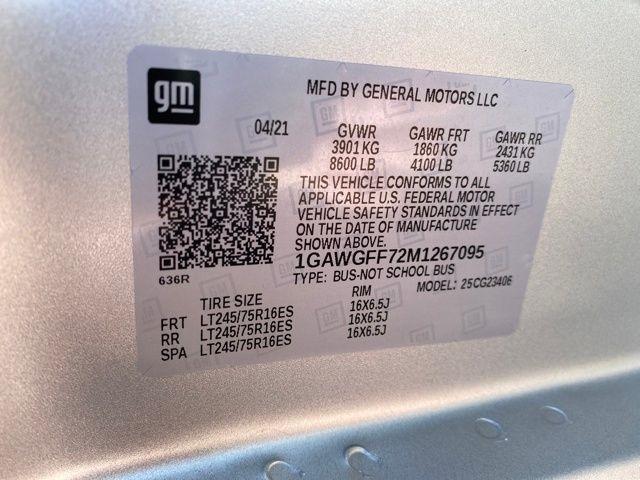 gm
MFD BY GENERAL MOTORS LLC
04/21 GVWR GAWR FRT GAWR RR
3901 KG 1860 KG 2431 KG
8600 LB 4100 LB 5360 LB
THIS VEHICLE CONFORMS TO ALL
APPLICABLE U.S. FEDERAL MOTOR
VEHICLE SAFETY STANDARDS IN EFFECT
ON THE DATE OF MANUFACTURE
SHOWN ABOVE.
1GAWGFF72M1267095
636R
TYPE: BUS-NOT SCHOOL BUS
MODEL: 25CG23406
TIRE SIZE RIM
FRT LT245/75R16ES 16X6.5J
RR LT245/75R16ES 16X6.5J
SPA LT245/75R16ES 16X6.5J